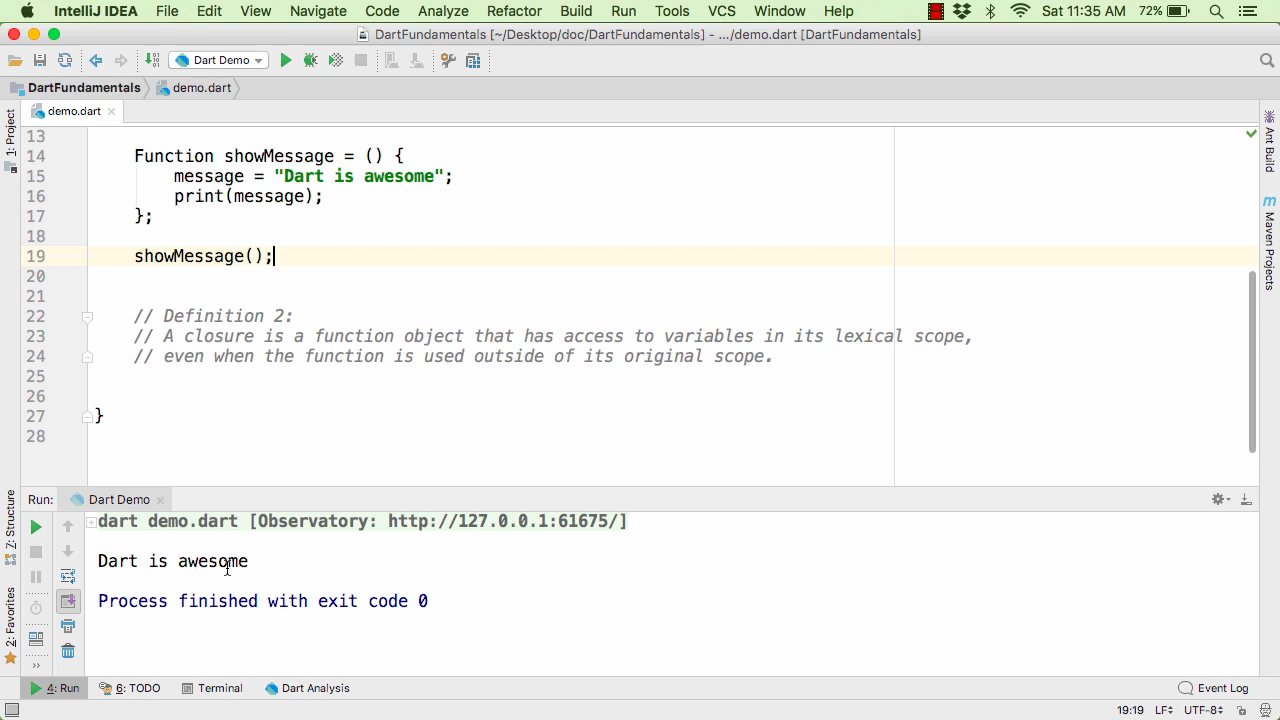 IntelliJ IDEA File Edit View Navigate Code Analyze Refactor Build Run Tools VCS Window Help Sat 11:35 AM 72%
DartFundamentals [~/Desktop/doc/DartFundamentals] - .../demo.dart [DartFundamentals]
Dart Demo
DartFundamentals demo.dart
1: Project
demo.dart
Ant Build
Maven Projects
13
14 Function showMessage = () {
15 message = "Dart is awesome";
16 print(message);
17 };
18
19 showMessage();
20
21
22 // Definition 2:
23 // A closure is a function object that has access to variables in its lexical scope,
24 // even when the function is used outside of its original scope.
25
26
27 }
28
Z: Structure
2: Favorites
Run: Dart Demo
dart demo.dart [Observatory: http://127.0.0.1:61675/]
Dart is awesome
Process finished with exit code 0
4: Run 6: TODO Terminal Dart Analysis Event Log
19:19 LF UTF-8